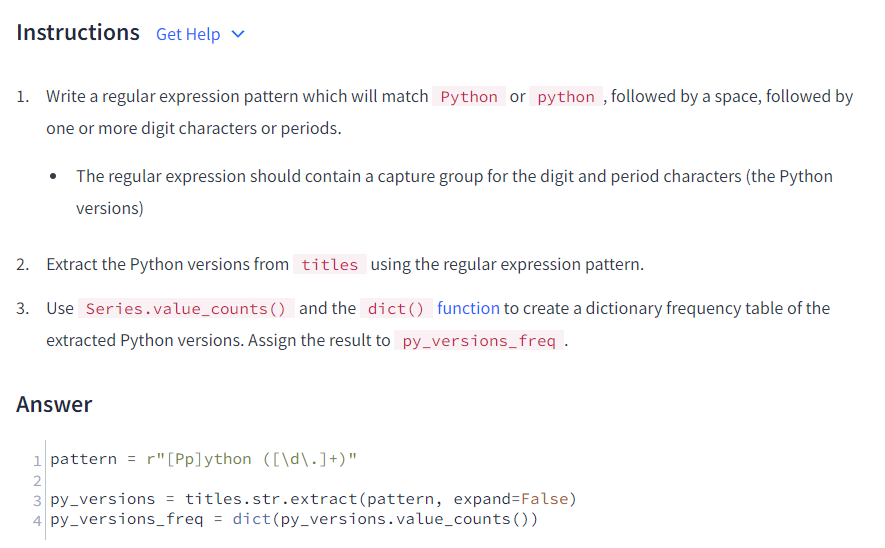 Instructions Get Help
1. Write a regular expression pattern which will match Python or python , followed by a space, followed by
one or more digit characters or periods.
• The regular expression should contain a capture group for the digit and period characters (the Python
versions)
2. Extract the Python versions from titles using the regular expression pattern.
3. Use Series.value_counts() and the dict() function to create a dictionary frequency table of the
extracted Python versions. Assign the result to py_versions_freq .
Answer
1 pattern = r"[Pp]ython ([\d\.]+)"
2
3 py_versions = titles.str.extract(pattern, expand=False)
4 py_versions_freq = dict(py_versions.value_counts())